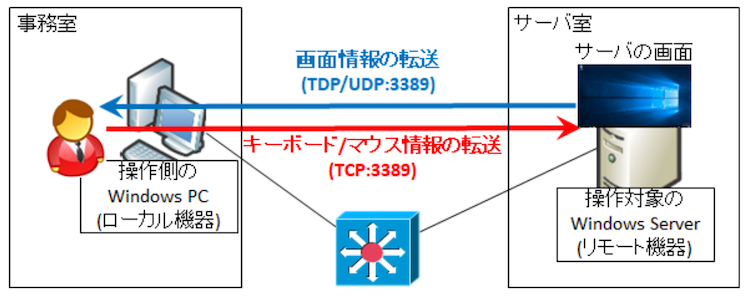 事務室
サーバ室
サーバの画面
画面情報の転送
(TDP/UDP:3389)
キーボード/マウス情報の転送
(TCP:3389)
操作側の
Windows PC
(ローカル機器)
操作対象の
Windows Server
(リモート機器)